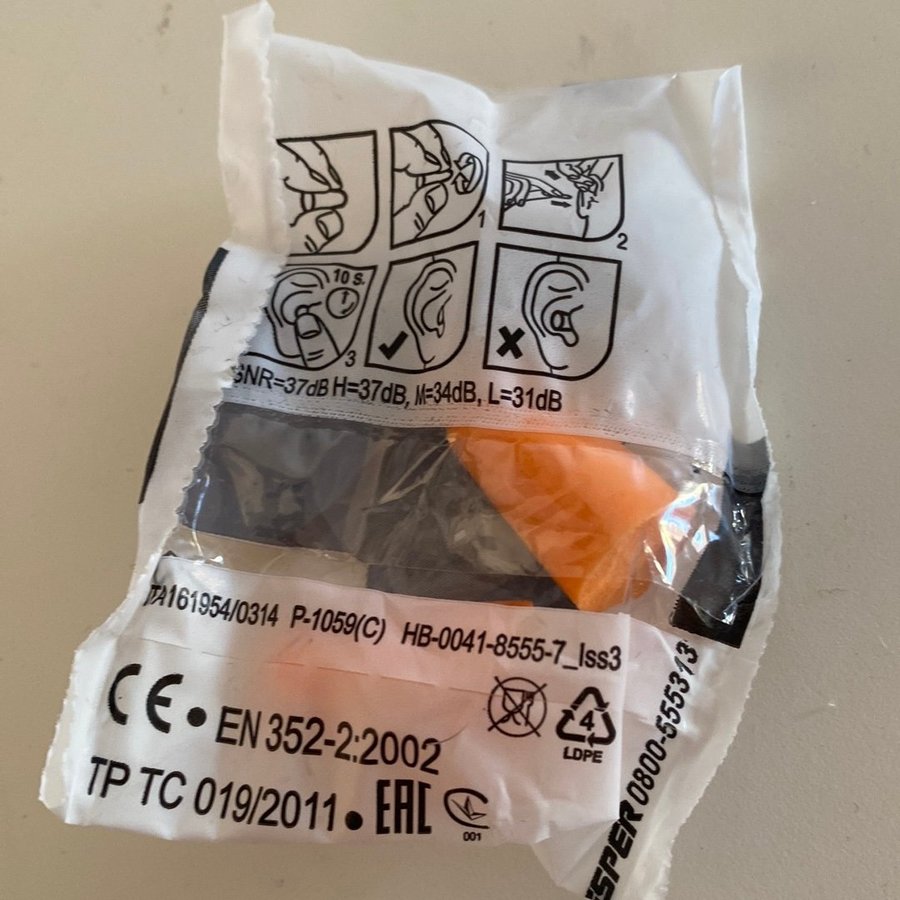 1
2
10 S.
3
SNR=37dB H=37dB, M=34dB, L=31dB
JTA161954/0314 P-1059(C) HB-0041-8555-7_Iss3
CE • EN 352-2:2002
4
LDPE
TP TC 019/2011 • EAC
001
0800-555313